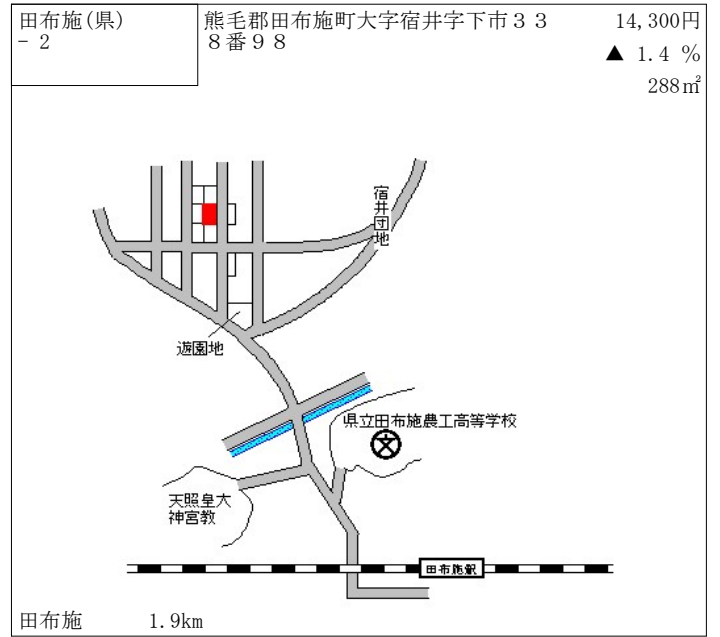 田布施(県)
- 2
熊毛郡田布施町大字宿井字下市33
8番98
14,300円
▲ 1.4 %
288㎡
宿井団地
遊園地
県立田布施農工高等学校
天照皇大
神宮教
田布施駅
田布施 1.9km